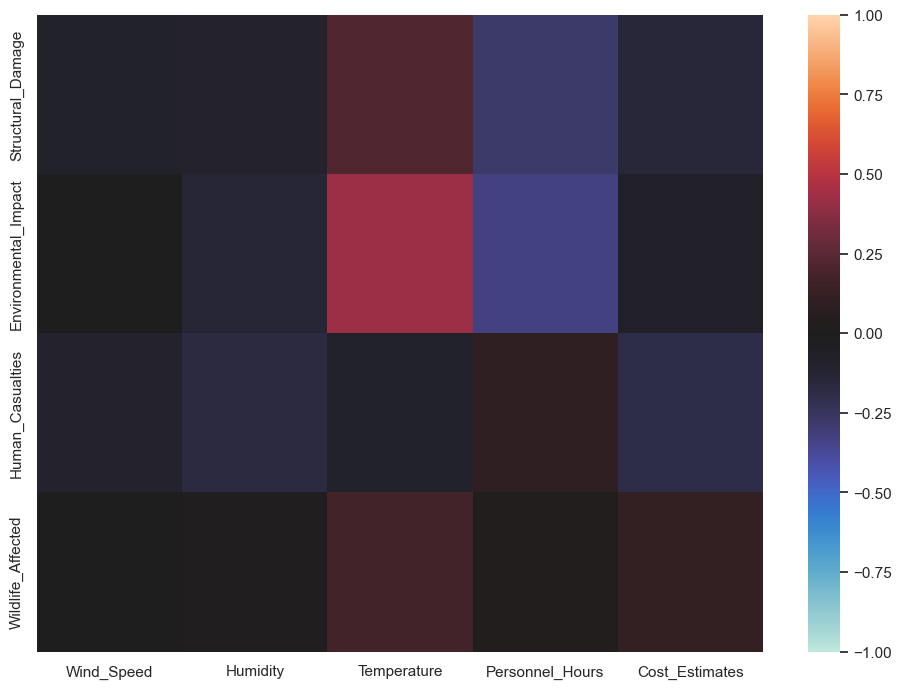 Structural_Damage
Environmental_Impact
Human_Casualties
Wildlife_Affected
Wind_Speed
Humidity
Temperature
Personnel_Hours
Cost_Estimates
1.00
0.75
0.50
0.25
0.00
−0.25
−0.50
−0.75
−1.00